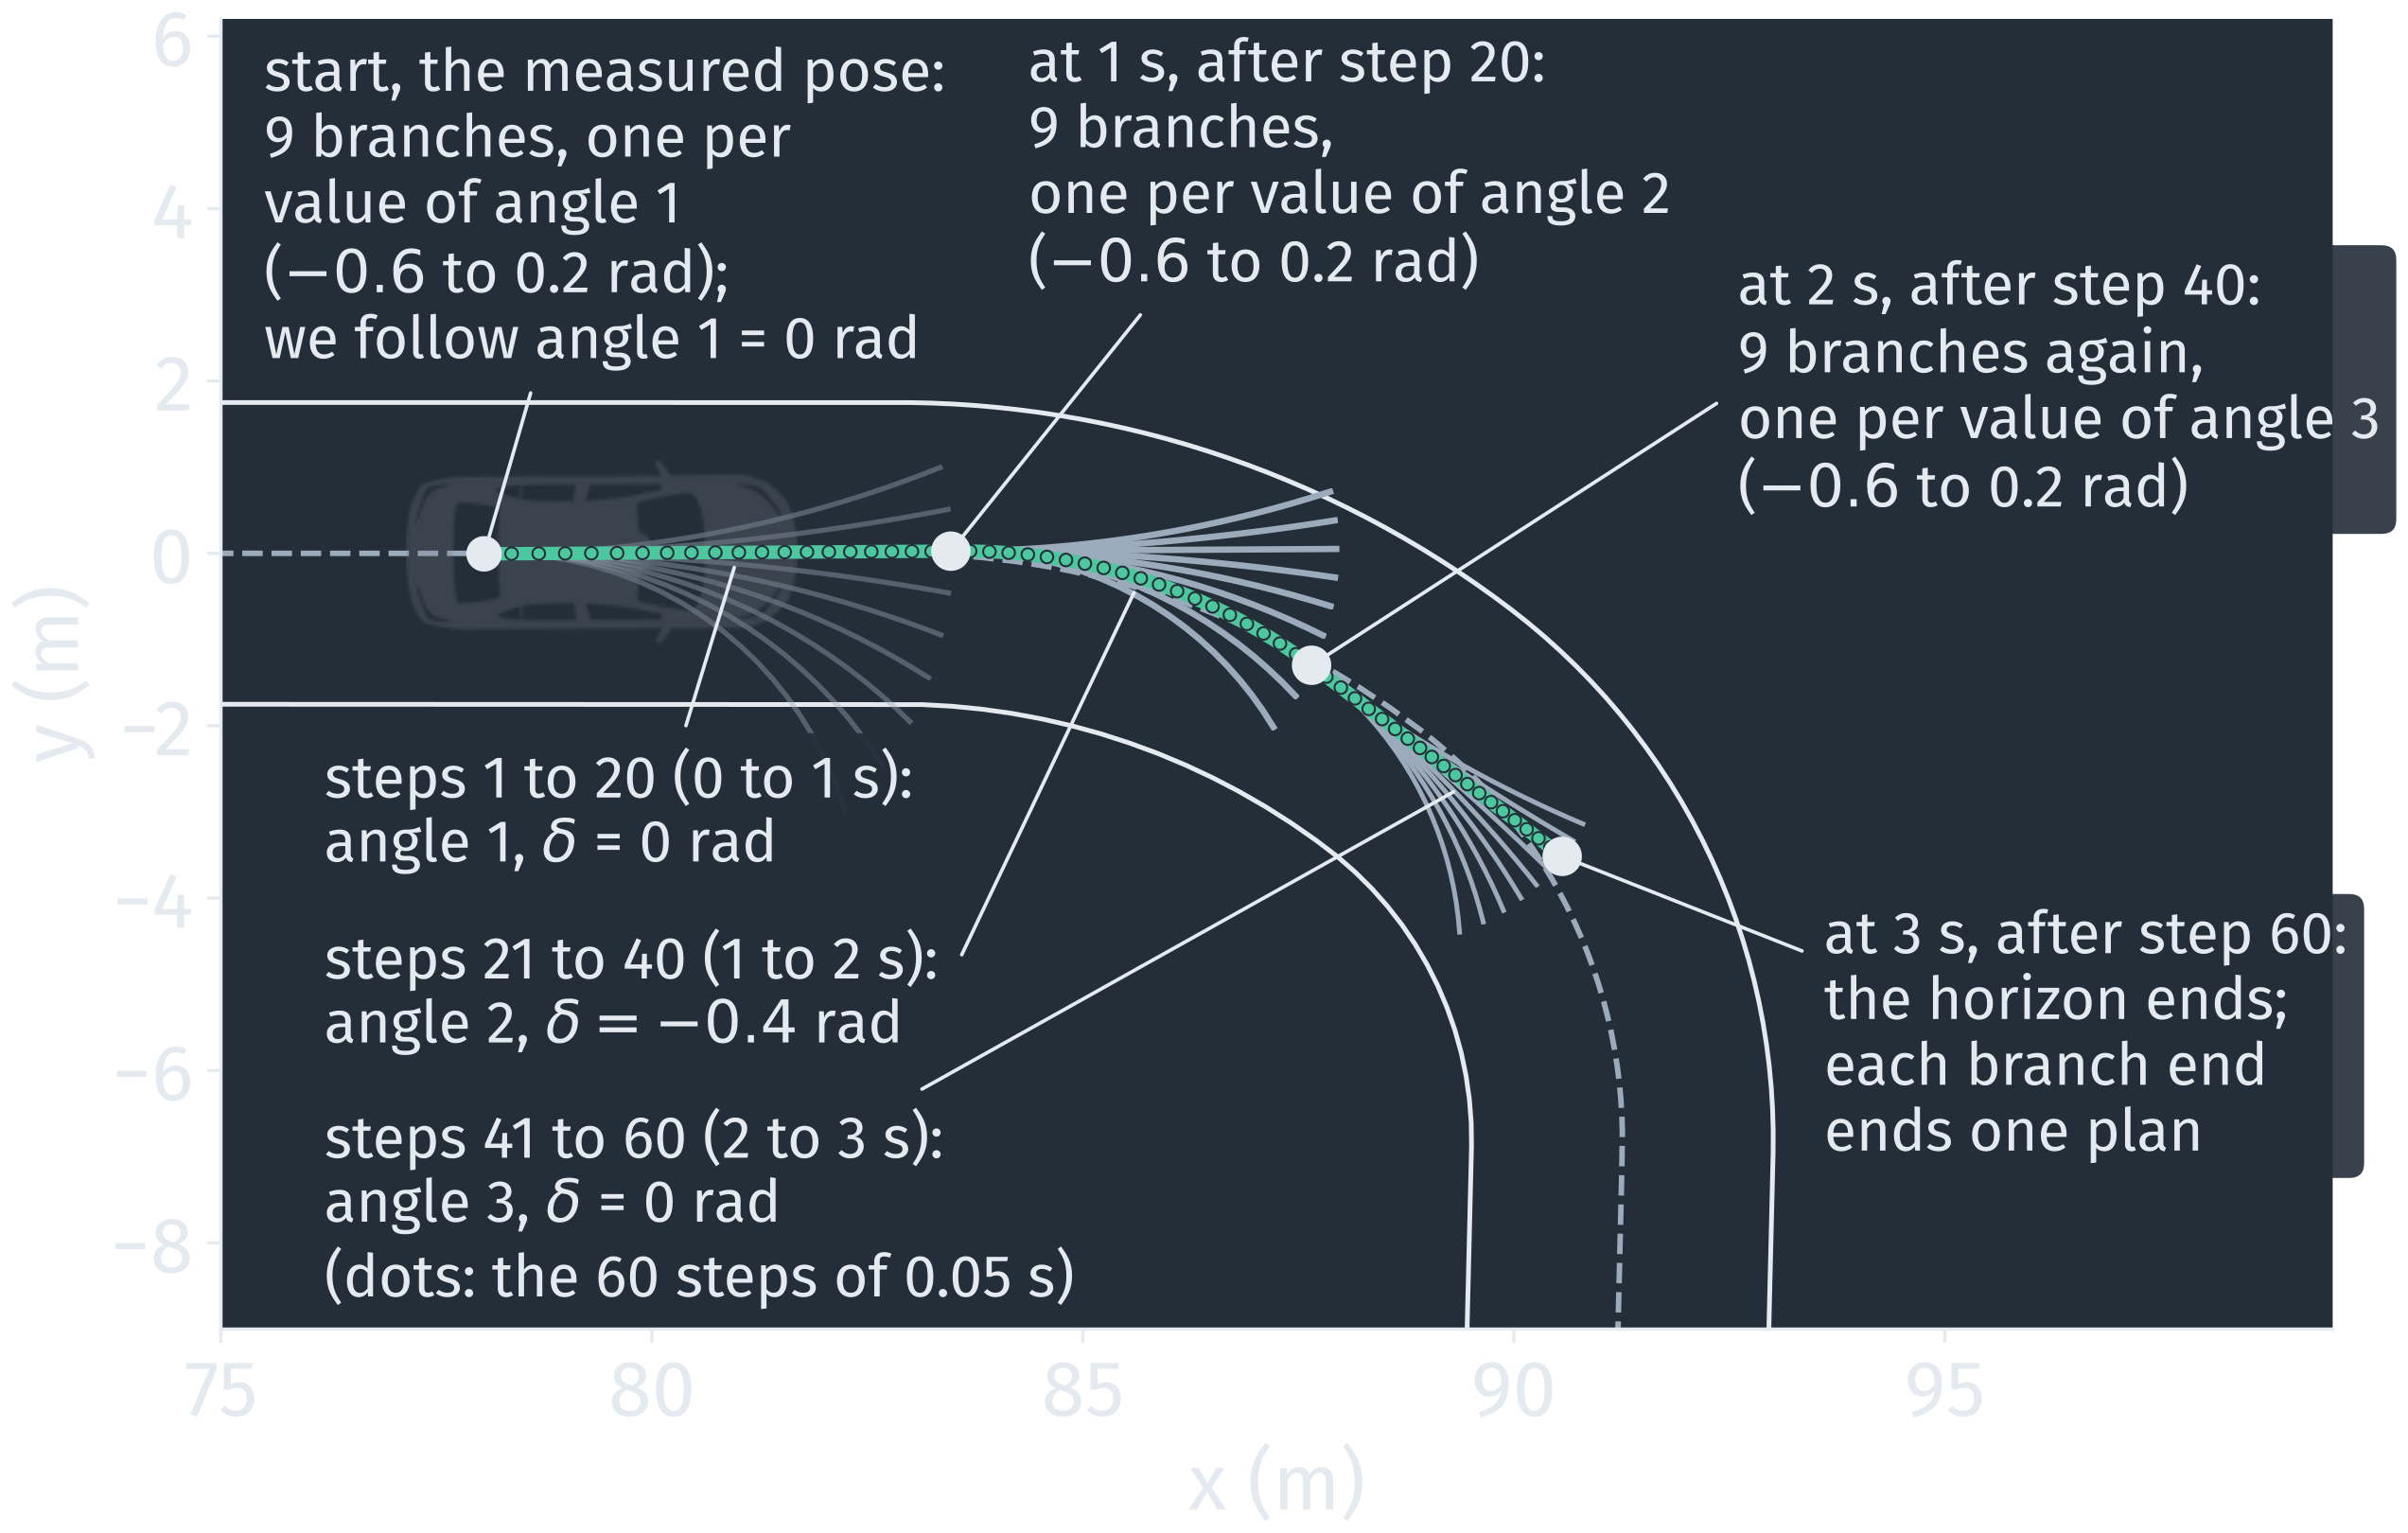 start, the measured pose:
9 branches, one per
value of angle 1
(−0.6 to 0.2 rad);
we follow angle 1 = 0 rad
at 1 s, after step 20:
9 branches,
one per value of angle 2
(−0.6 to 0.2 rad)
at 2 s, after step 40:
9 branches again,
one per value of angle 3
(−0.6 to 0.2 rad)
steps 1 to 20 (0 to 1 s):
angle 1, δ = 0 rad
steps 21 to 40 (1 to 2 s):
angle 2, δ = −0.4 rad
steps 41 to 60 (2 to 3 s):
angle 3, δ = 0 rad
(dots: the 60 steps of 0.05 s)
at 3 s, after step 60:
the horizon ends;
each branch end
ends one plan
6
4
2
0
−2
−4
−6
−8
y (m)
75
80
85
90
95
x (m)